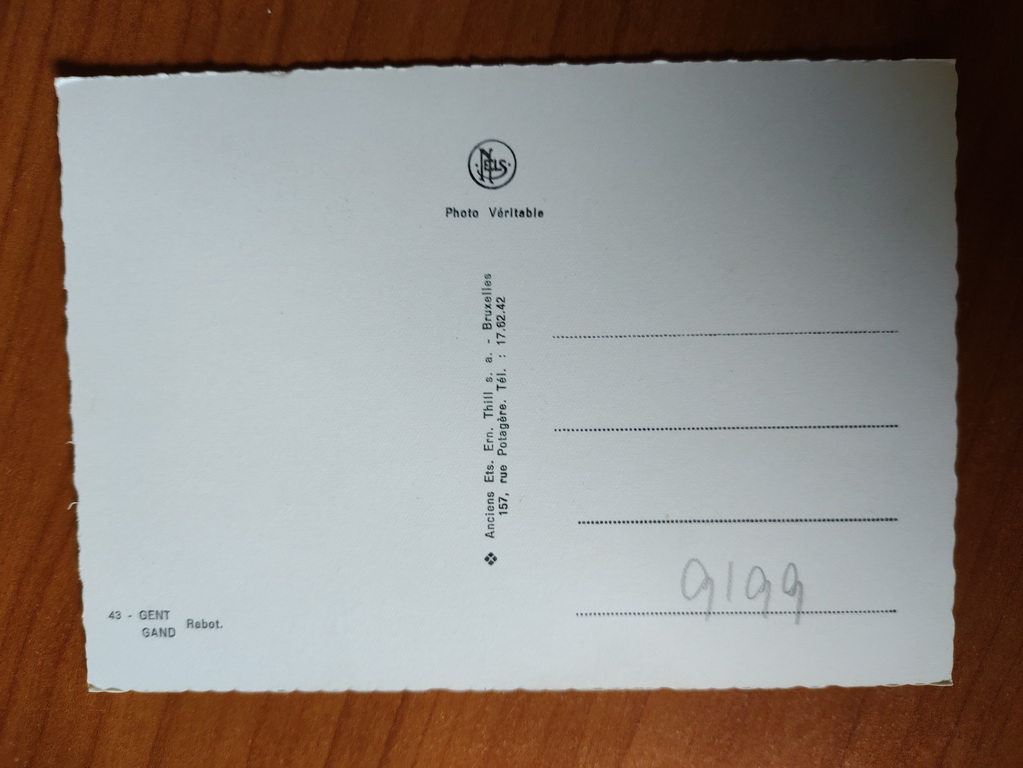 NELS
Photo Véritable
Anciens Ets. Ern. Thill s. a. - Bruxelles
157, rue Potagère. Tél. : 17.62.42
43 - GENT
GAND Rabot.
9199